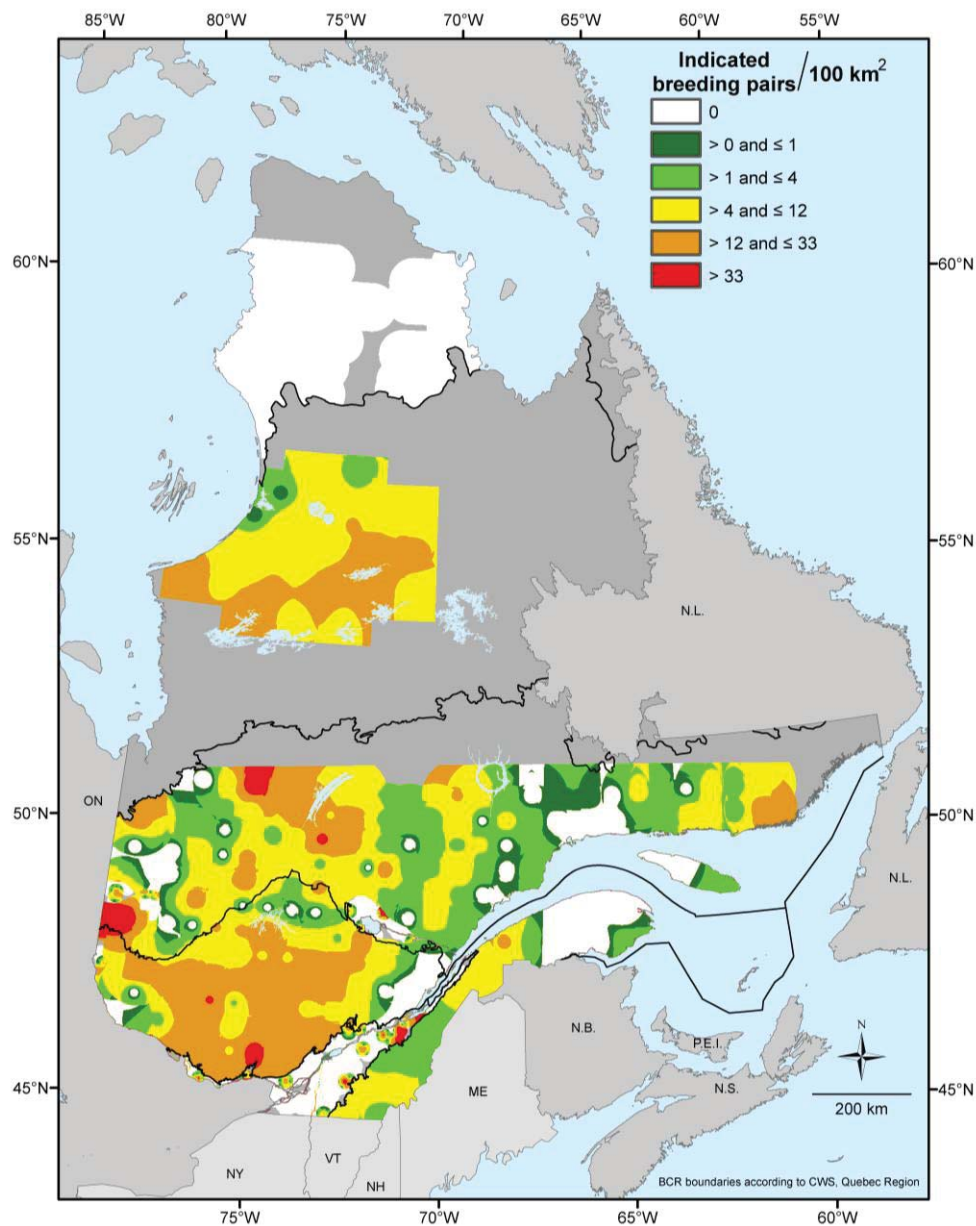 85°W 80°W 75°W 70°W 65°W 60°W 55°W
Indicated
breeding pairs / 100 km²
0
> 0 and ≤ 1
> 1 and ≤ 4
> 4 and ≤ 12
> 12 and ≤ 33
> 33
60°N 60°N
55°N 55°N
N.L.
ON
50°N 50°N
N.L.
N.B.
P.E.I.
N
45°N 45°N
ME
N.S.
200 km
NY
VT
NH
BCR boundaries according to CWS, Quebec Region
75°W 70°W 65°W 60°W